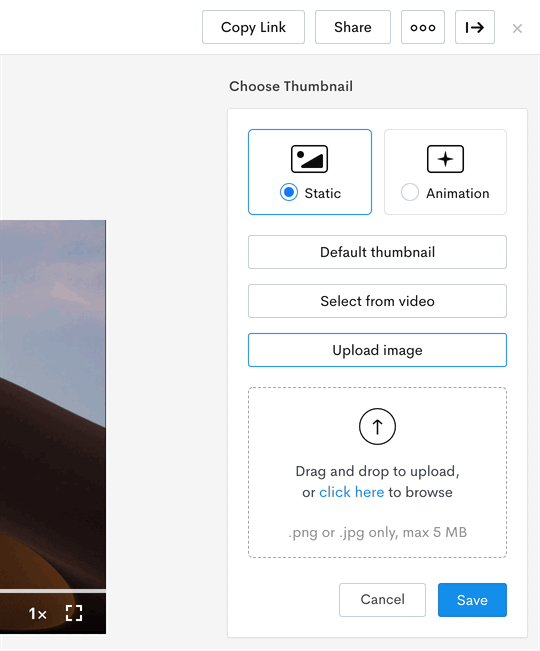 Copy Link
Share
Choose Thumbnail
Static
Animation
Default thumbnail
Select from video
Upload image
Drag and drop to upload,
or click here to browse
.png or .jpg only, max 5 MB
1×
Cancel
Save